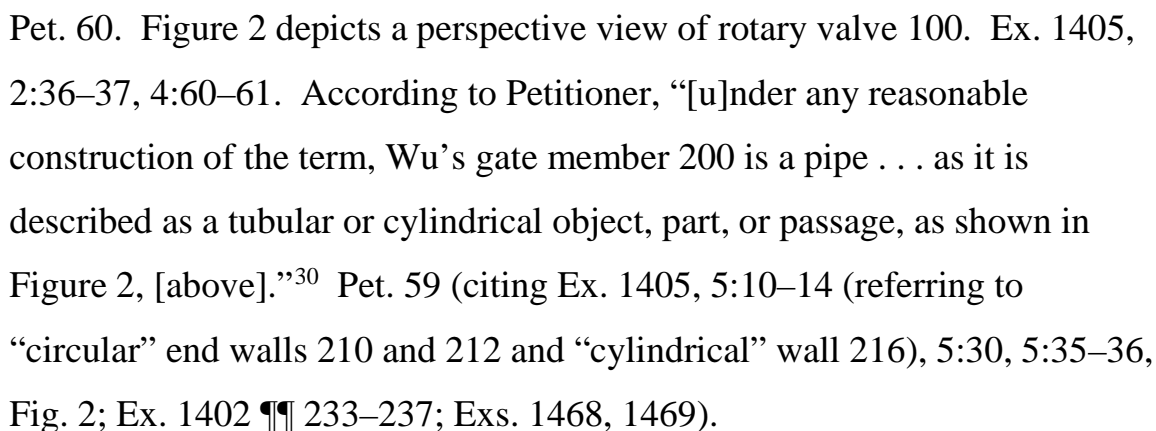 Pet. 60.  Figure 2 depicts a perspective view of rotary valve 100.  Ex. 1405,
2:36–37, 4:60–61.  According to Petitioner, “[u]nder any reasonable
construction of the term, Wu’s gate member 200 is a pipe . . . as it is
described as a tubular or cylindrical object, part, or passage, as shown in
Figure 2, [above].”30  Pet. 59 (citing Ex. 1405, 5:10–14 (referring to
“circular” end walls 210 and 212 and “cylindrical” wall 216), 5:30, 5:35–36,
Fig. 2; Ex. 1402 ¶¶ 233–237; Exs. 1468, 1469).